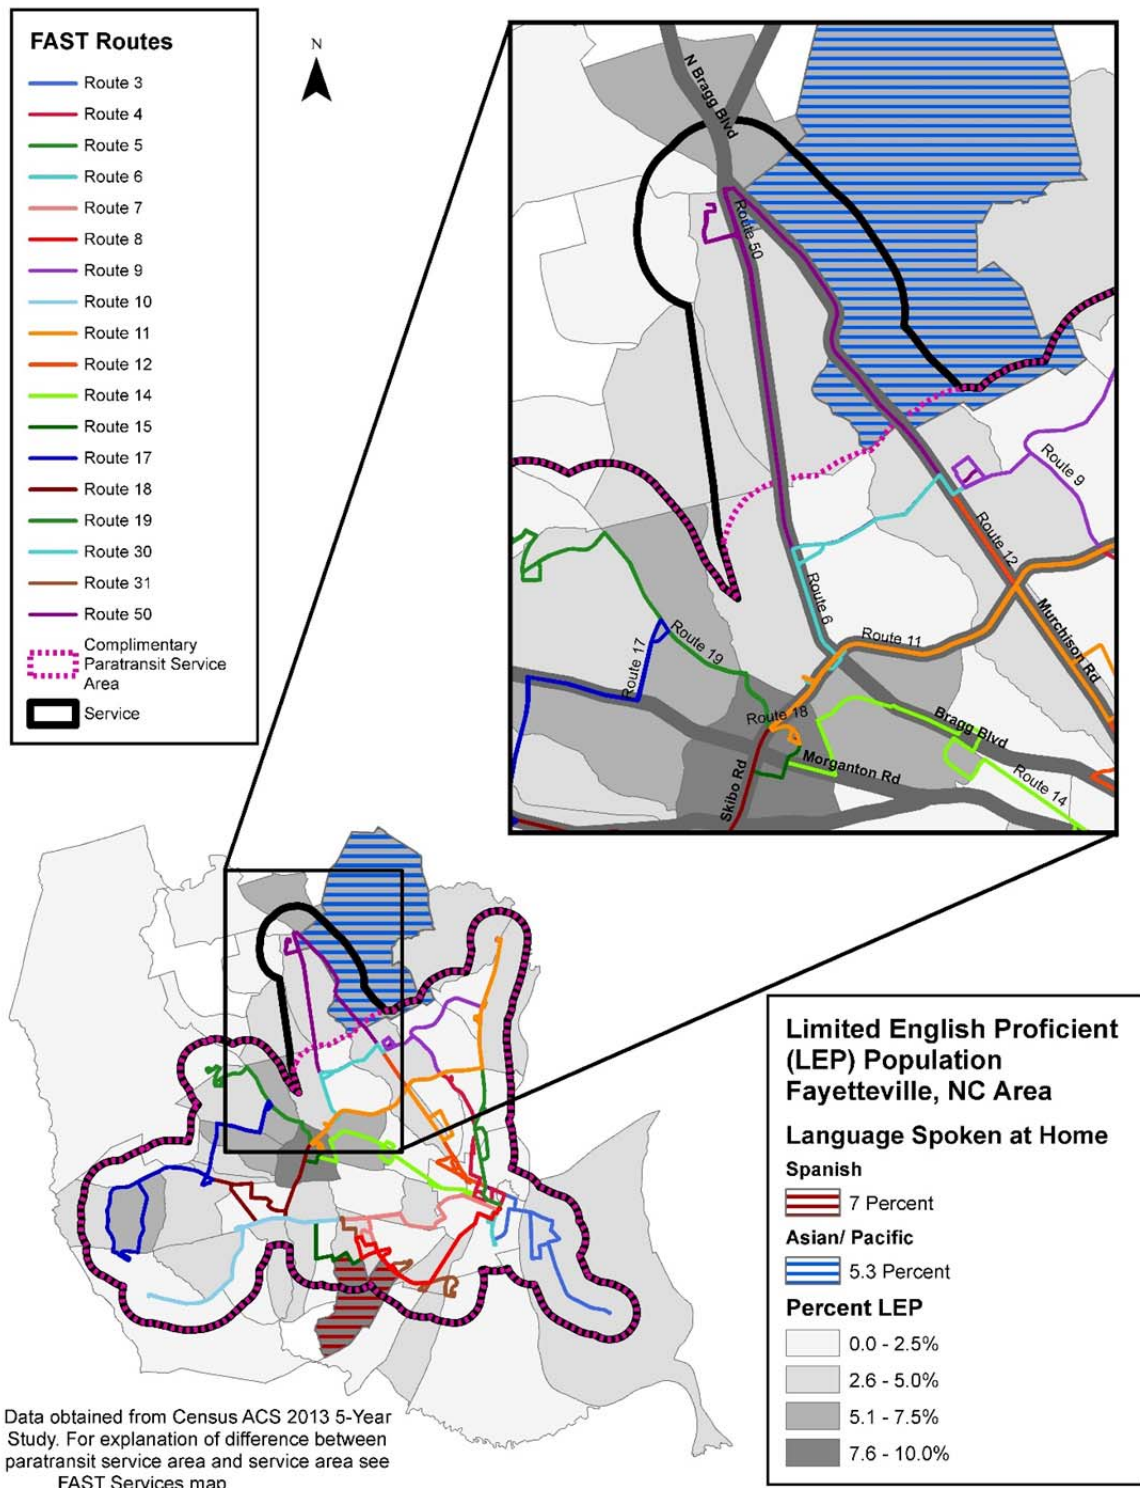 FAST Routes
Route 3
Route 4
Route 5
Route 6
Route 7
Route 8
Route 9
Route 10
Route 11
Route 12
Route 14
Route 15
Route 17
Route 18
Route 19
Route 30
Route 31
Route 50
Complimentary
Paratransit Service
Area
Service
N
N Bragg Blvd
Route 50
Route 9
Route 12
Route 6
Route 11
Murchison Rd
Route 17
Route 19
Route 18
Bragg Blvd
Morganton Rd
Skibo Rd
Route 14
Limited English Proficient
(LEP) Population
Fayetteville, NC Area
Language Spoken at Home
Spanish
7 Percent
Asian/ Pacific
5.3 Percent
Percent LEP
0.0 - 2.5%
2.6 - 5.0%
5.1 - 7.5%
7.6 - 10.0%
Data obtained from Census ACS 2013 5-Year
Study. For explanation of difference between
paratransit service area and service area see
FAST Services map